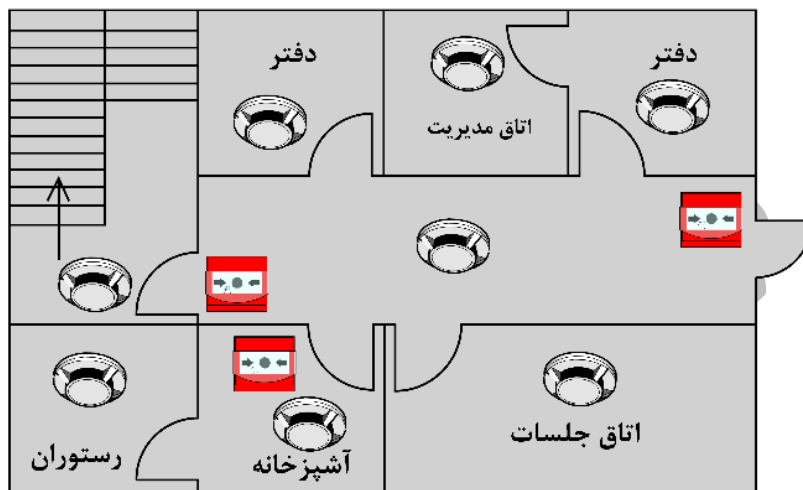 دفتر
دفتر
اتاق مدیریت
اتاق جلسات
آشپزخانه
رستوران